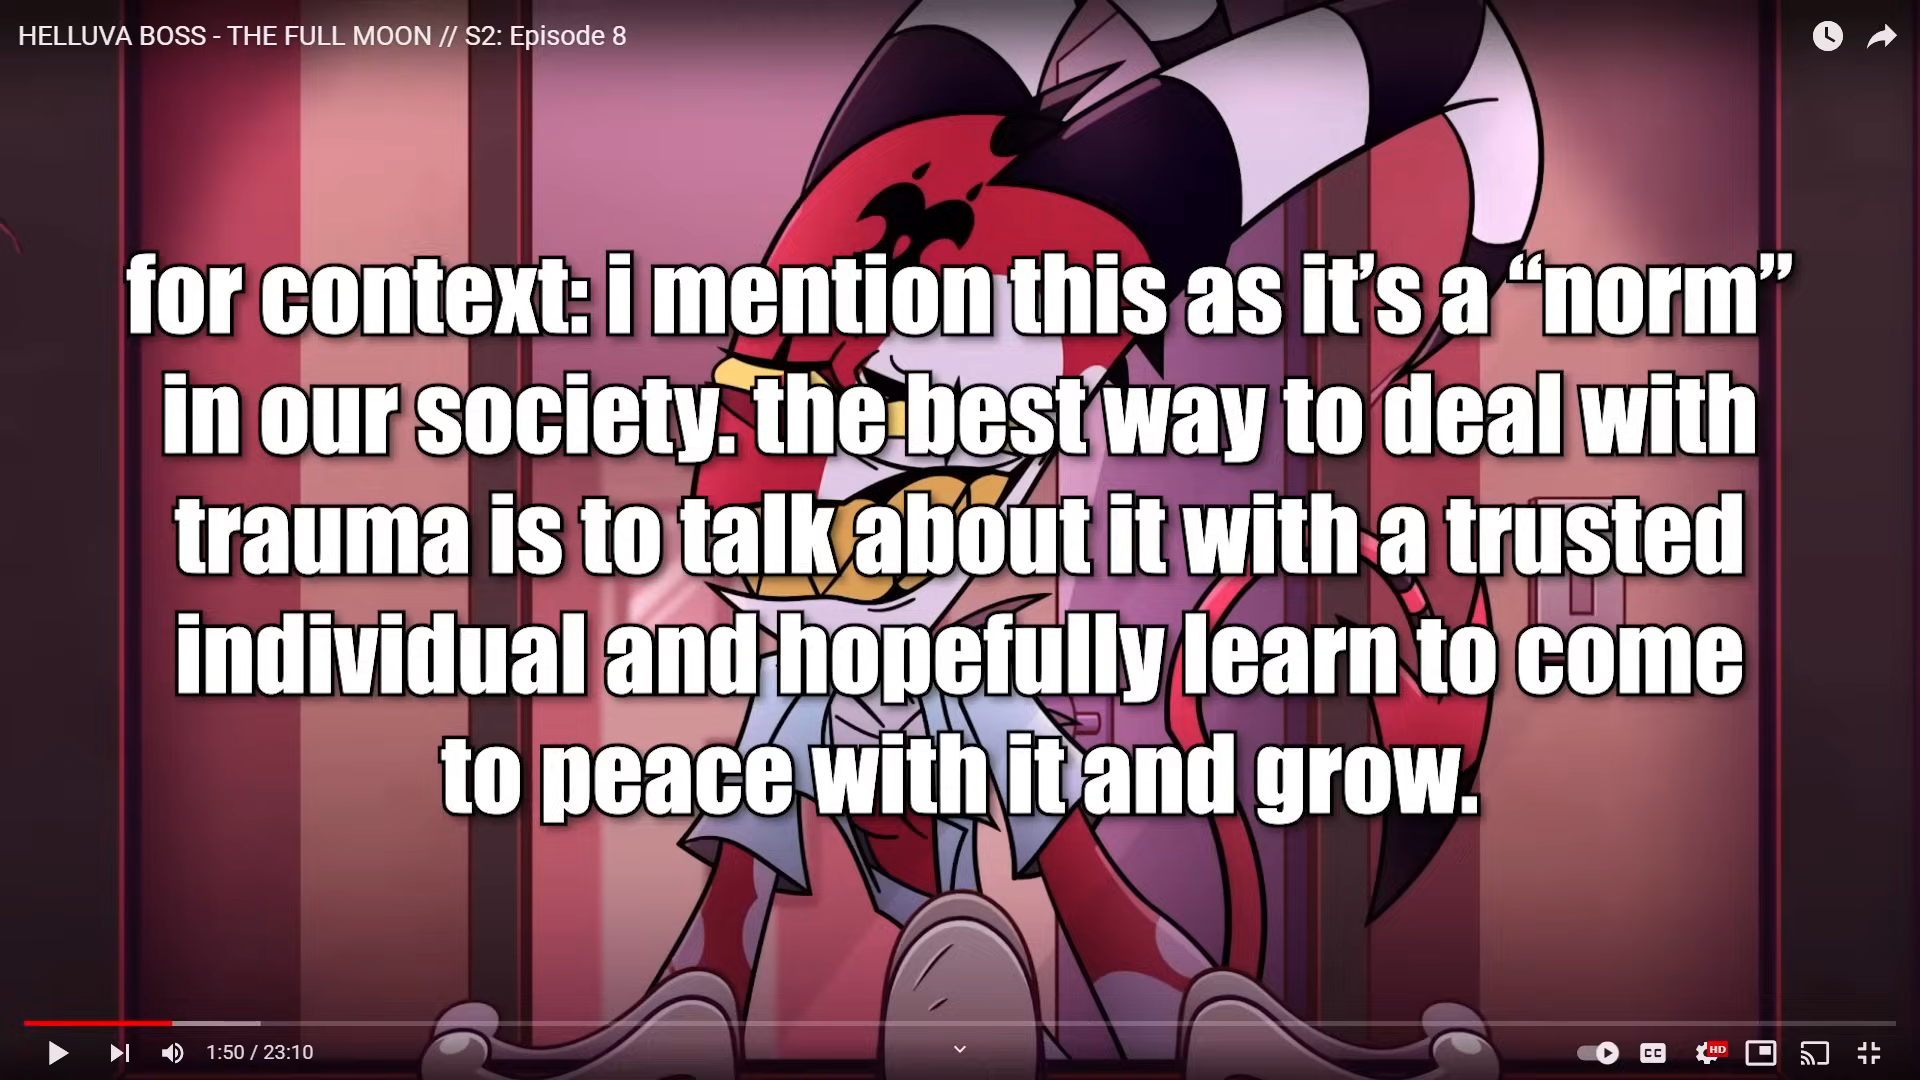 HELLUVA BOSS - THE FULL MOON // S2: Episode 8
for context: i mention this as it’s a “norm”
in our society. the best way to deal with
trauma is to talk about it with a trusted
individual and hopefully learn to come
to peace with it and grow.
1:50 / 23:10
CC
HD